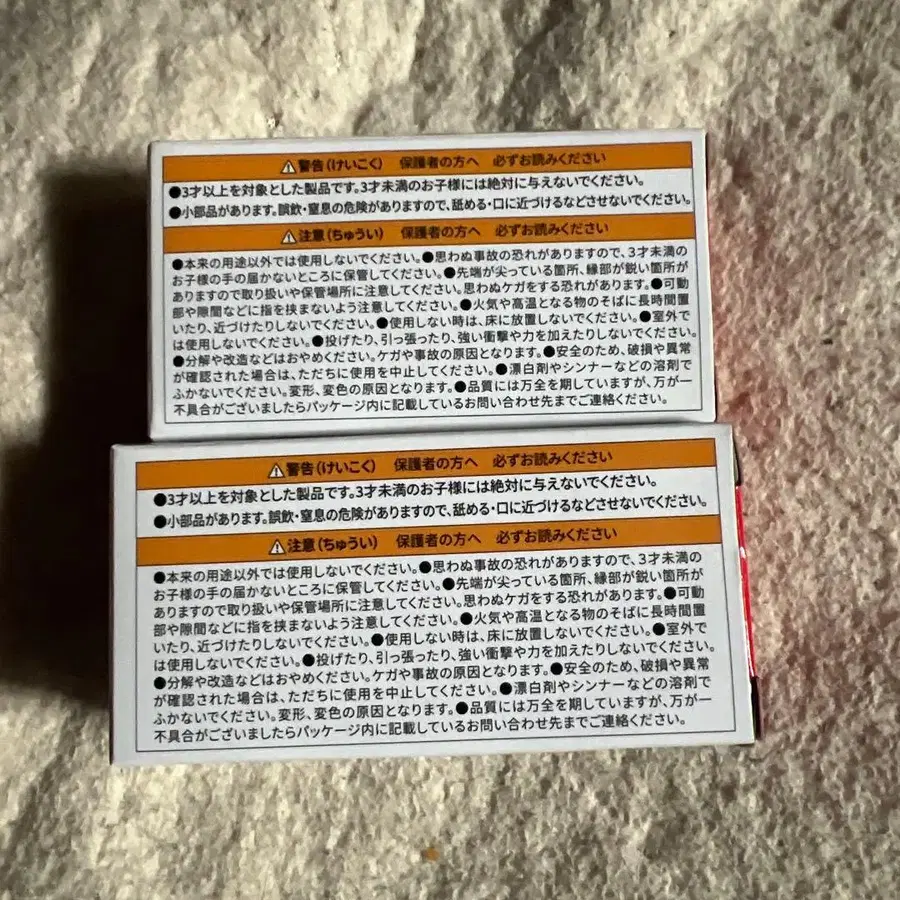 ⚠警告(けいこく) 保護者の方へ 必ずお読みください
●3才以上を対象とした製品です。3才未満のお子様には絶対に与えないでください。
●小部品があります。誤飲・窒息の危険がありますので、舐める・口に近づけるなどさせないでください。
⚠注意(ちゅうい) 保護者の方へ 必ずお読みください
●本来の用途以外では使用しないでください。●思わぬ事故の恐れがありますので、3才未満の
お子様の手の届かないところに保管してください。●先端が尖っている箇所、縁部が鋭い箇所が
ありますので取り扱いや保管場所に注意してください。思わぬケガをする恐れがあります。●可動
部や隙間などに指を挟まないよう注意してください。●火気や高温となる物のそばに長時間置
いたり、近づけたりしないでください。●使用しない時は、床に放置しないでください。●室外で
は使用しないでください。●投げたり、引っ張ったり、強い衝撃や力を加えたりしないでください。
●分解や改造などはおやめください。ケガや事故の原因となります。●安全のため、破損や異常
が確認された場合は、ただちに使用を中止してください。●漂白剤やシンナーなどの溶剤で
ふかないでください。変形、変色の原因となります。●品質には万全を期していますが、万が一
不具合がございましたらパッケージ内に記載しているお問い合わせ先までご連絡ください。
⚠警告(けいこく) 保護者の方へ 必ずお読みください
●3才以上を対象とした製品です。3才未満のお子様には絶対に与えないでください。
●小部品があります。誤飲・窒息の危険がありますので、舐める・口に近づけるなどさせないでください。
⚠注意(ちゅうい) 保護者の方へ 必ずお読みください
●本来の用途以外では使用しないでください。●思わぬ事故の恐れがありますので、3才未満の
お子様の手の届かないところに保管してください。●先端が尖っている箇所、縁部が鋭い箇所が
ありますので取り扱いや保管場所に注意してください。思わぬケガをする恐れがあります。●可動
部や隙間などに指を挟まないよう注意してください。●火気や高温となる物のそばに長時間置
いたり、近づけたりしないでください。●使用しない時は、床に放置しないでください。●室外で
は使用しないでください。●投げたり、引っ張ったり、強い衝撃や力を加えたりしないでください。
●分解や改造などはおやめください。ケガや事故の原因となります。●安全のため、破損や異常
が確認された場合は、ただちに使用を中止してください。●漂白剤やシンナーなどの溶剤で
ふかないでください。変形、変色の原因となります。●品質には万全を期していますが、万が一
不具合がございましたらパッケージ内に記載しているお問い合わせ先までご連絡ください。